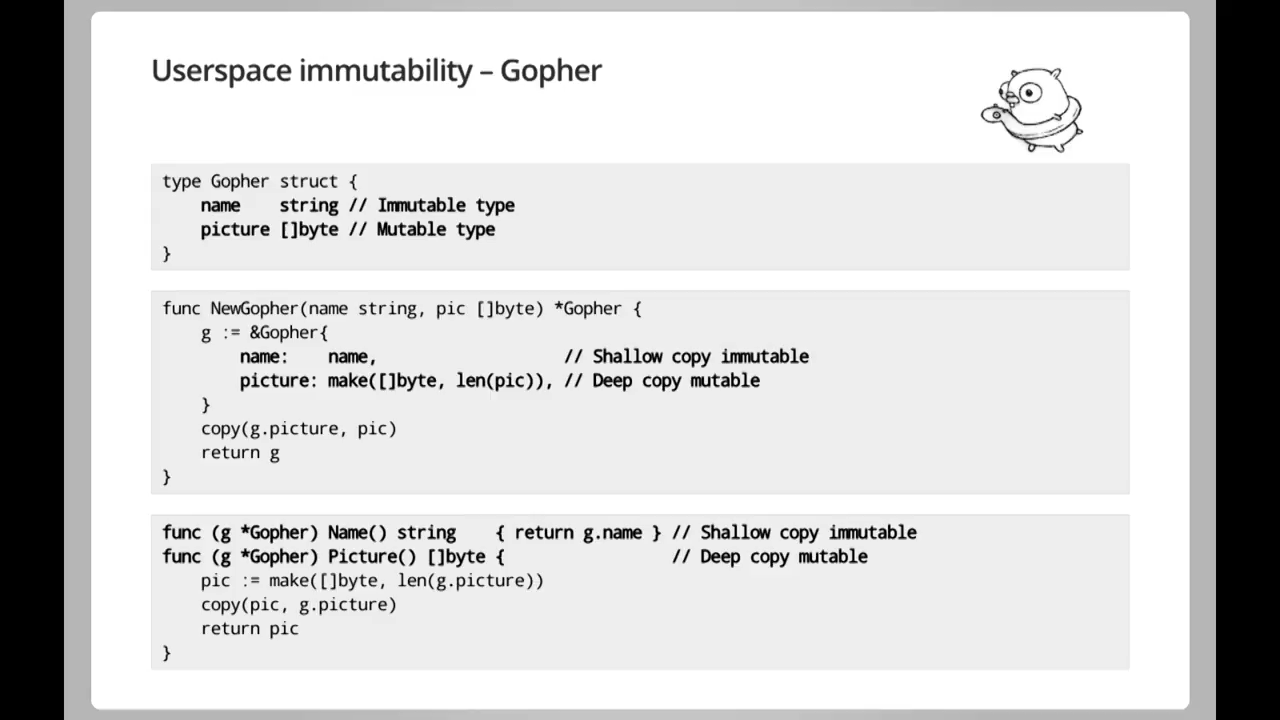 Userspace immutability – Gopher
type Gopher struct {
    name    string // Immutable type
    picture []byte // Mutable type
}
func NewGopher(name string, pic []byte) *Gopher {
    g := &Gopher{
        name:    name,                   // Shallow copy immutable
        picture: make([]byte, len(pic)), // Deep copy mutable
    }
    copy(g.picture, pic)
    return g
}
func (g *Gopher) Name() string    { return g.name } // Shallow copy immutable
func (g *Gopher) Picture() []byte {                 // Deep copy mutable
    pic := make([]byte, len(g.picture))
    copy(pic, g.picture)
    return pic
}